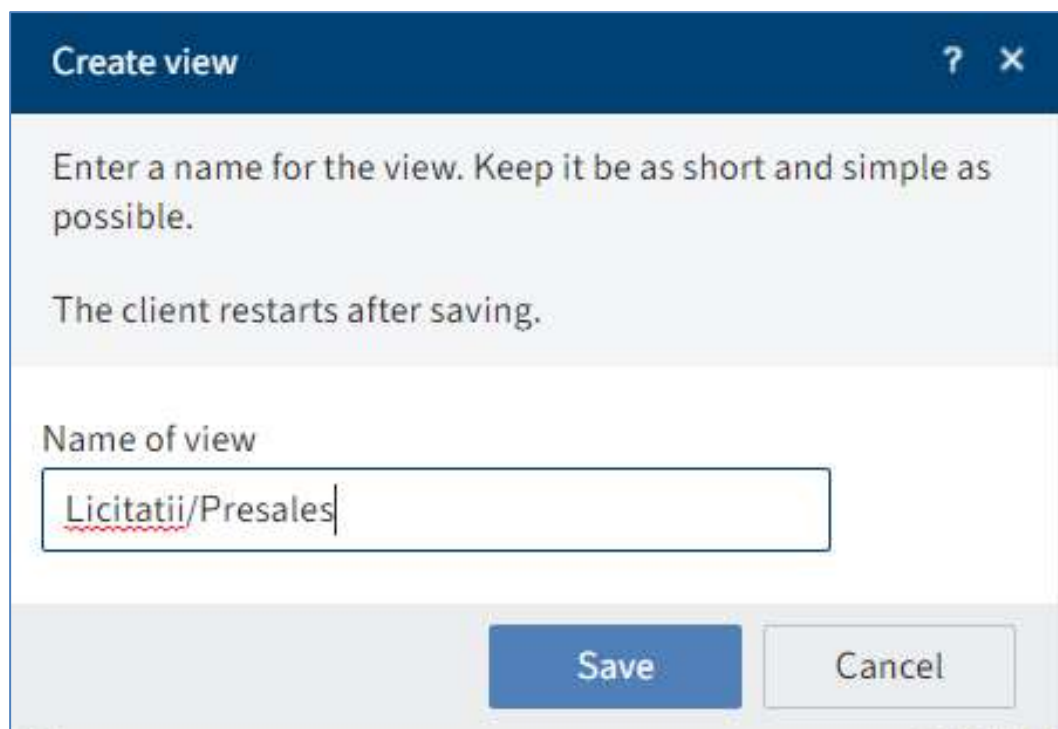 Create view ? ×
Enter a name for the view. Keep it be as short and simple as
possible.
The client restarts after saving.
Name of view
Licitatii/Presales
Save Cancel